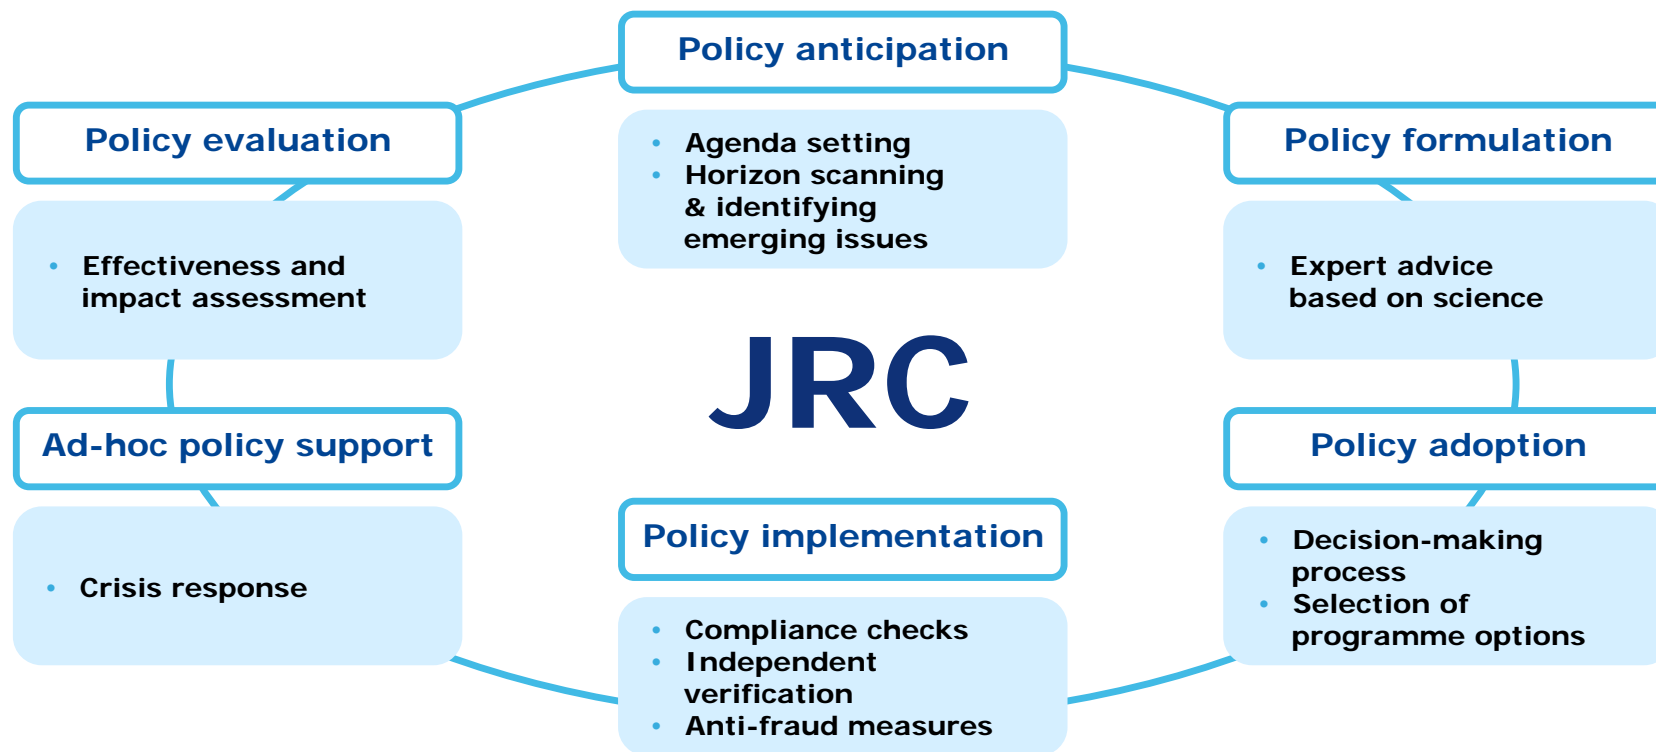 Policy anticipation
• Agenda setting
• Horizon scanning
& identifying
emerging issues
Policy evaluation
• Effectiveness and
impact assessment
Policy formulation
• Expert advice
based on science
JRC
Ad-hoc policy support
• Crisis response
Policy adoption
• Decision-making
process
• Selection of
programme options
Policy implementation
• Compliance checks
• Independent
verification
• Anti-fraud measures